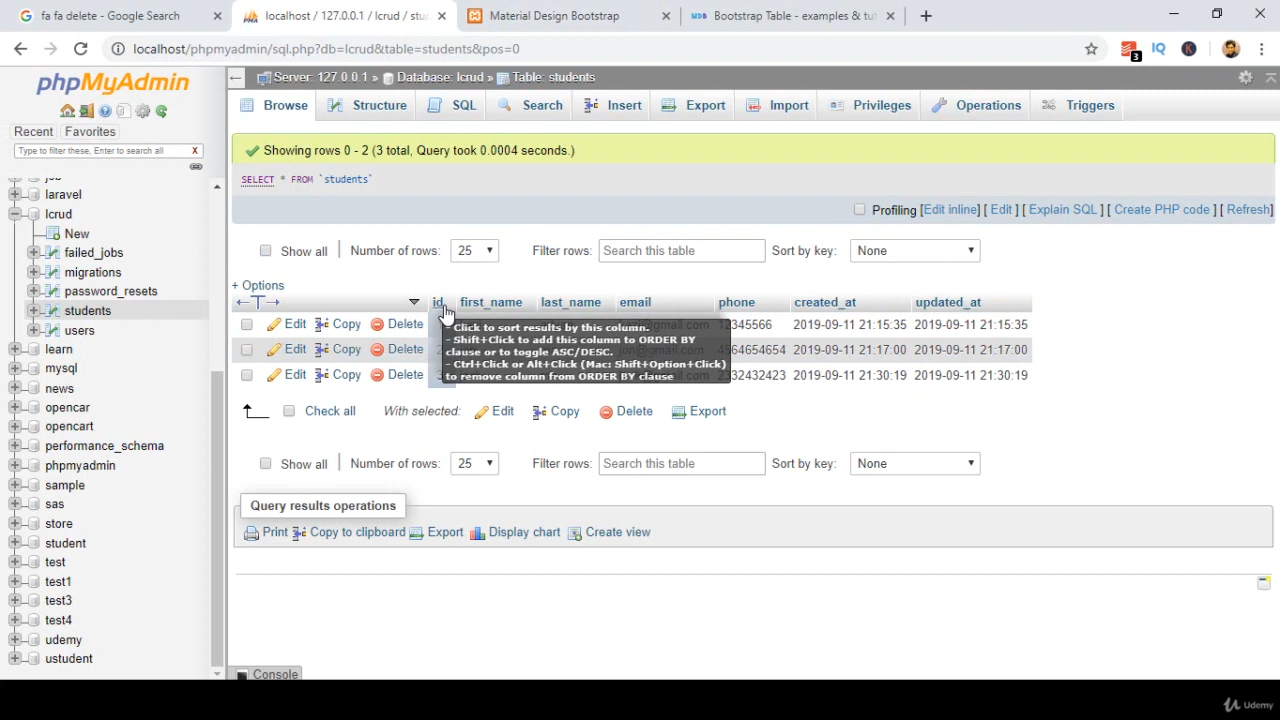 fa fa delete - Google Search
localhost / 127.0.0.1 / lcrud / stu
Material Design Bootstrap
Bootstrap Table - examples & tut
localhost/phpmyadmin/sql.php?db=lcrud&table=students&pos=0
3
IQ
K
phpMyAdmin
Recent Favorites
Type to filter these, Enter to search all X
laravel
lcrud
New
failed_jobs
migrations
password_resets
students
users
learn
mysql
news
opencar
opencart
performance_schema
phpmyadmin
sample
sas
store
student
test
test1
test3
test4
udemy
ustudent
Server: 127.0.0.1 » Database: lcrud » Table: students
Browse Structure SQL Search Insert Export Import Privileges Operations Triggers
Showing rows 0 - 2 (3 total, Query took 0.0004 seconds.)
SELECT * FROM `students`
Profiling [Edit inline] [ Edit ] [ Explain SQL ] [ Create PHP code ] [ Refresh]
Show all Number of rows: 25 Filter rows: Search this table Sort by key: None
+ Options
id first_name last_name email phone created_at updated_at
Edit Copy Delete 12345566 2019-09-11 21:15:35 2019-09-11 21:15:35
Edit Copy Delete 4564654654 2019-09-11 21:17:00 2019-09-11 21:17:00
Edit Copy Delete 2332432423 2019-09-11 21:30:19 2019-09-11 21:30:19
- Click to sort results by this column.
- Shift+Click to add this column to ORDER BY
clause or to toggle ASC/DESC.
- Ctrl+Click or Alt+Click (Mac: Shift+Option+Click)
to remove column from ORDER BY clause
Check all With selected: Edit Copy Delete Export
Show all Number of rows: 25 Filter rows: Search this table Sort by key: None
Query results operations
Print Copy to clipboard Export Display chart Create view
Console
Udemy